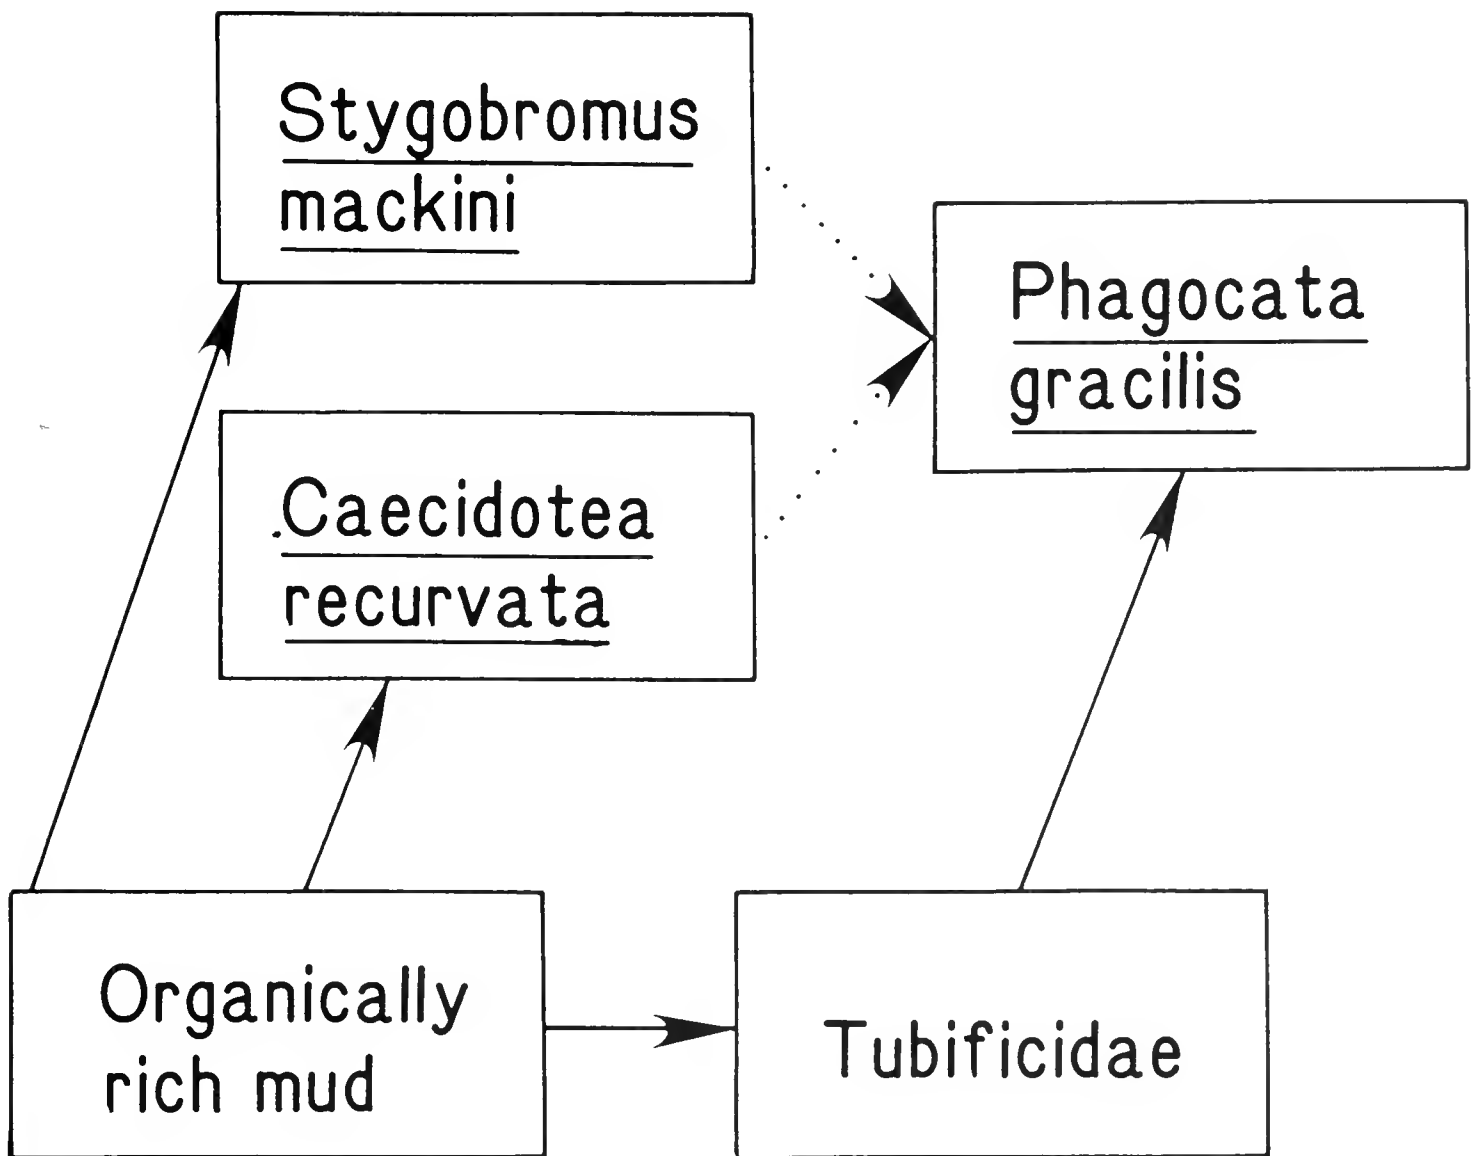 Stygobromus
mackini
Phagocata
gracilis
Caecidotea
recurvata
Organically
rich mud
Tubificidae